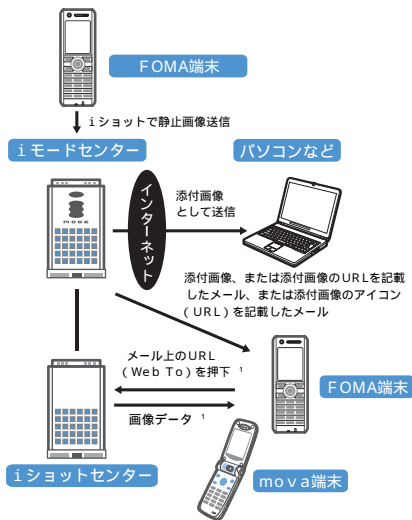 FOMA端末
iショットで静止画像送信
iモードセンター
パソコンなど
インターネット
添付画像
として送信
MODE
添付画像、または添付画像のURLを記載
したメール、または添付画像のアイコン
(URL)を記載したメール
メール上のURL
(Web To)を押下 1
FOMA端末
画像データ 1
iショットセンター
mova端末